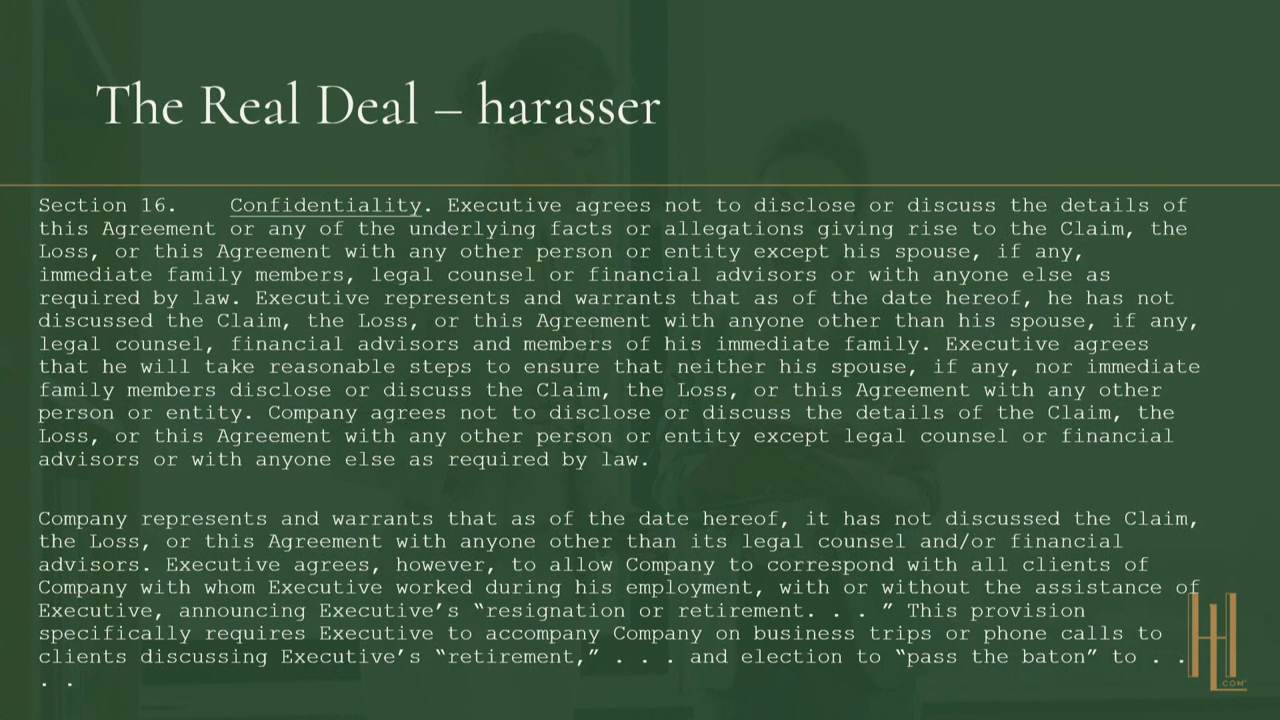 The Real Deal – harasser
Section 16. Confidentiality. Executive agrees not to disclose or discuss the details of
this Agreement or any of the underlying facts or allegations giving rise to the Claim, the
Loss, or this Agreement with any other person or entity except his spouse, if any,
immediate family members, legal counsel or financial advisors or with anyone else as
required by law. Executive represents and warrants that as of the date hereof, he has not
discussed the Claim, the Loss, or this Agreement with anyone other than his spouse, if any,
legal counsel, financial advisors and members of his immediate family. Executive agrees
that he will take reasonable steps to ensure that neither his spouse, if any, nor immediate
family members disclose or discuss the Claim, the Loss, or this Agreement with any other
person or entity. Company agrees not to disclose or discuss the details of the Claim, the
Loss, or this Agreement with any other person or entity except legal counsel or financial
advisors or with anyone else as required by law.
Company represents and warrants that as of the date hereof, it has not discussed the Claim,
the Loss, or this Agreement with anyone other than its legal counsel and/or financial
advisors. Executive agrees, however, to allow Company to correspond with all clients of
Company with whom Executive worked during his employment, with or without the assistance of
Executive, announcing Executive’s “resignation or retirement. . . ” This provision
specifically requires Executive to accompany Company on business trips or phone calls to
clients discussing Executive’s “retirement,” . . . and election to “pass the baton” to . .
. .
HL
.COM